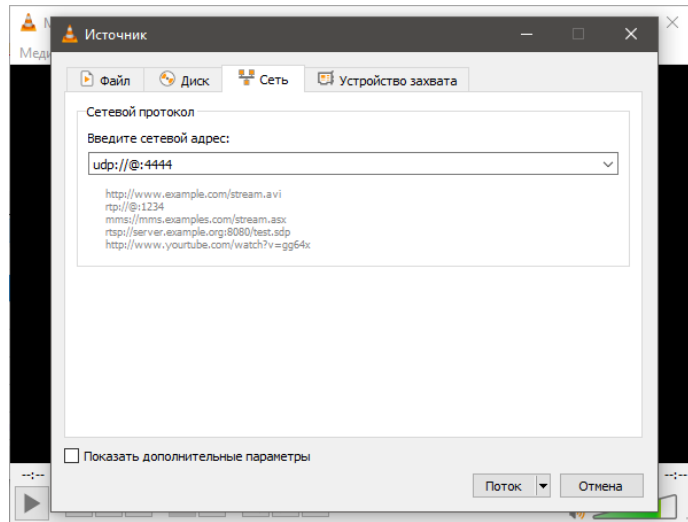 Источник
Файл
Диск
Сеть
Устройство захвата
Сетевой протокол
Введите сетевой адрес:
udp://@:4444
http://www.example.com/stream.avi
rtp://@:1234
mms://mms.examples.com/stream.asx
rtsp://server.example.org:8080/test.sdp
http://www.yourtube.com/watch?v=gg64x
Показать дополнительные параметры
--:--
--:--
Поток
Отмена